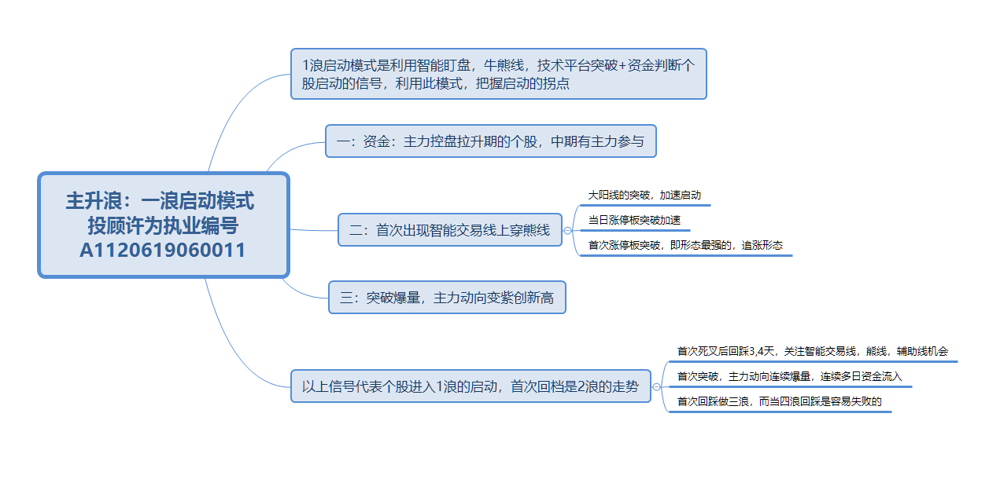 1浪启动模式是利用智能盯盘，牛熊线，技术平台突破+资金判断个
股启动的信号，利用此模式，把握启动的拐点
一：资金：主力控盘拉升期的个股，中期有主力参与
主升浪：一浪启动模式
投顾许为执业编号
A1120619060011
二：首次出现智能交易线上穿熊线
大阳线的突破，加速启动
当日涨停板突破加速
首次涨停板突破，即形态最强的，追涨形态
三：突破爆量，主力动向变紫创新高
以上信号代表个股进入1浪的启动，首次回档是2浪的走势
首次死叉后回踩3,4天，关注智能交易线，熊线，辅助线机会
首次突破，主力动向连续爆量，连续多日资金流入
首次回踩做三浪，而当四浪回踩是容易失败的